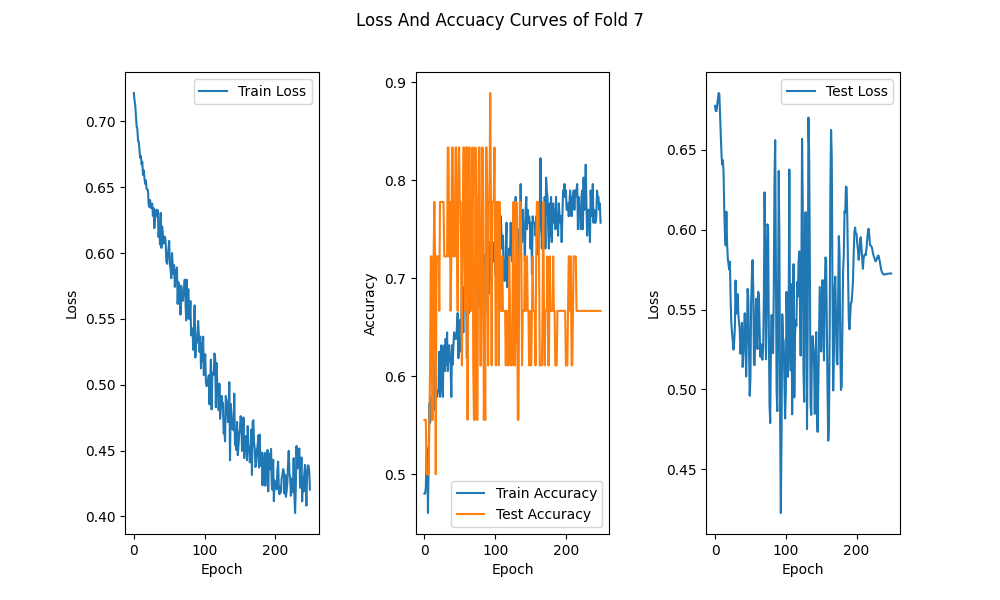 Loss And Accuacy Curves of Fold 7
Train Loss
0.70
0.65
0.60
0.55
0.50
0.45
0.40
Loss
0
100
200
Epoch
0.9
0.8
0.7
0.6
0.5
Accuracy
Train Accuracy
Test Accuracy
0
100
200
Epoch
Test Loss
0.65
0.60
0.55
0.50
0.45
Loss
0
100
200
Epoch